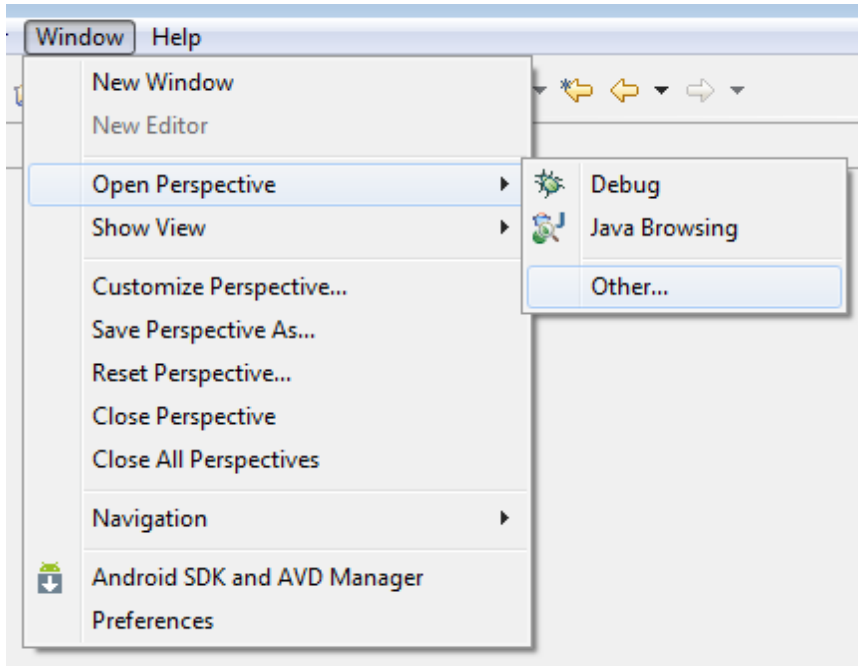 Window Help
New Window
New Editor
Open Perspective
Debug
Show View
Java Browsing
Customize Perspective...
Other...
Save Perspective As...
Reset Perspective...
Close Perspective
Close All Perspectives
Navigation
Android SDK and AVD Manager
Preferences